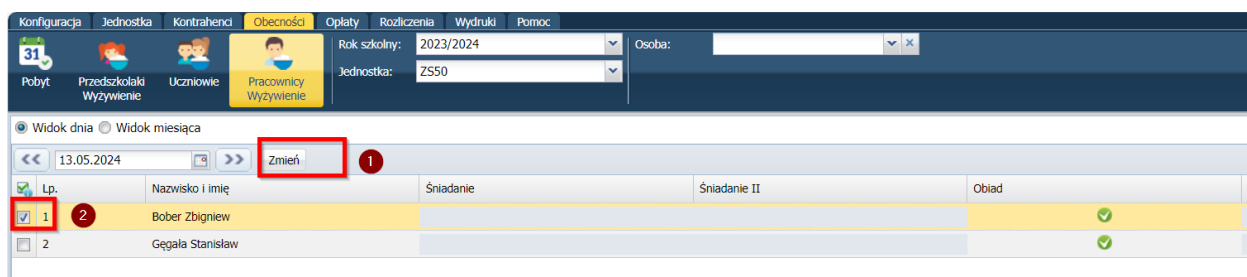 Konfiguracja Jednostka Kontrahenci Obecności Opłaty Rozliczenia Wydruki Pomoc
31
Pobyt
Przedszkolaki
Wyżywienie
Uczniowie
Pracownicy
Wyżywienie
Rok szkolny: 2023/2024
Jednostka: ZS50
Osoba:
Widok dnia Widok miesiąca
13.05.2024 Zmień 1
Lp. Nazwisko i imię Śniadanie Śniadanie II Obiad
1 2 Bober Zbigniew
2 Gęgała Stanisław